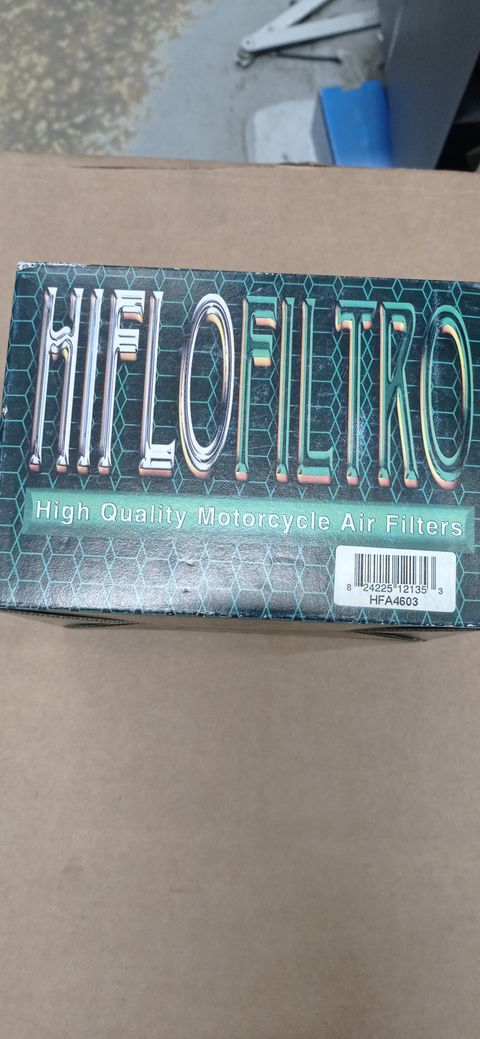 HIFLOFILTRO
High Quality Motorcycle Air Filters
8 24225 12135 3
HFA4603